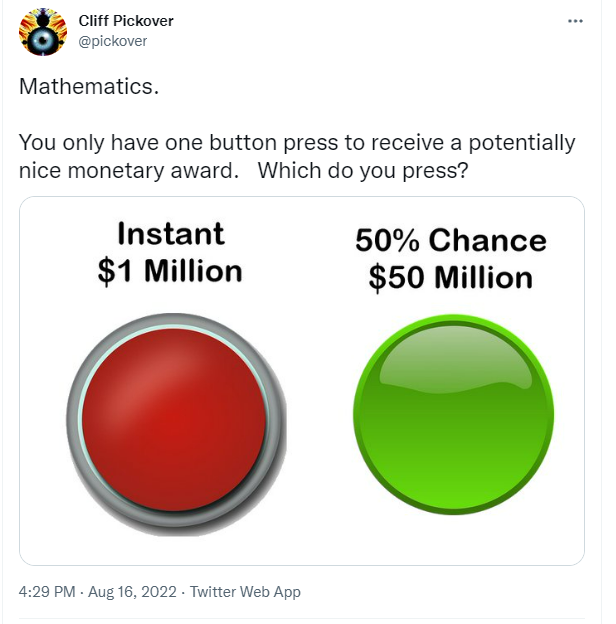 Cliff Pickover
@pickover
Mathematics.
You only have one button press to receive a potentially
nice monetary award.   Which do you press?
Instant
$1 Million
50% Chance
$50 Million
4:29 PM · Aug 16, 2022 · Twitter Web App